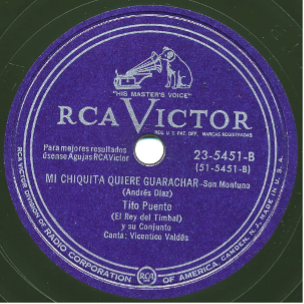 "HIS MASTER'S VOICE"
RCA VICTOR
REG. U.S. PAT. OFF. MARCAS REGISTRADAS
Para mejores resultados
úsense Agujas RCA Victor
23-5451-B
(51-5451-B)
MI CHIQUITA QUIERE GUARACHAR-Son Montuno
(Andrés Díaz)
Tito Puente
(El Rey del Timbal)
y su Conjunto
Canta: Vicentico Valdés
RCA
RCA VICTOR DIVISION OF RADIO CORPORATION OF AMERICA, CAMDEN, N.J. MADE IN U.S.A.